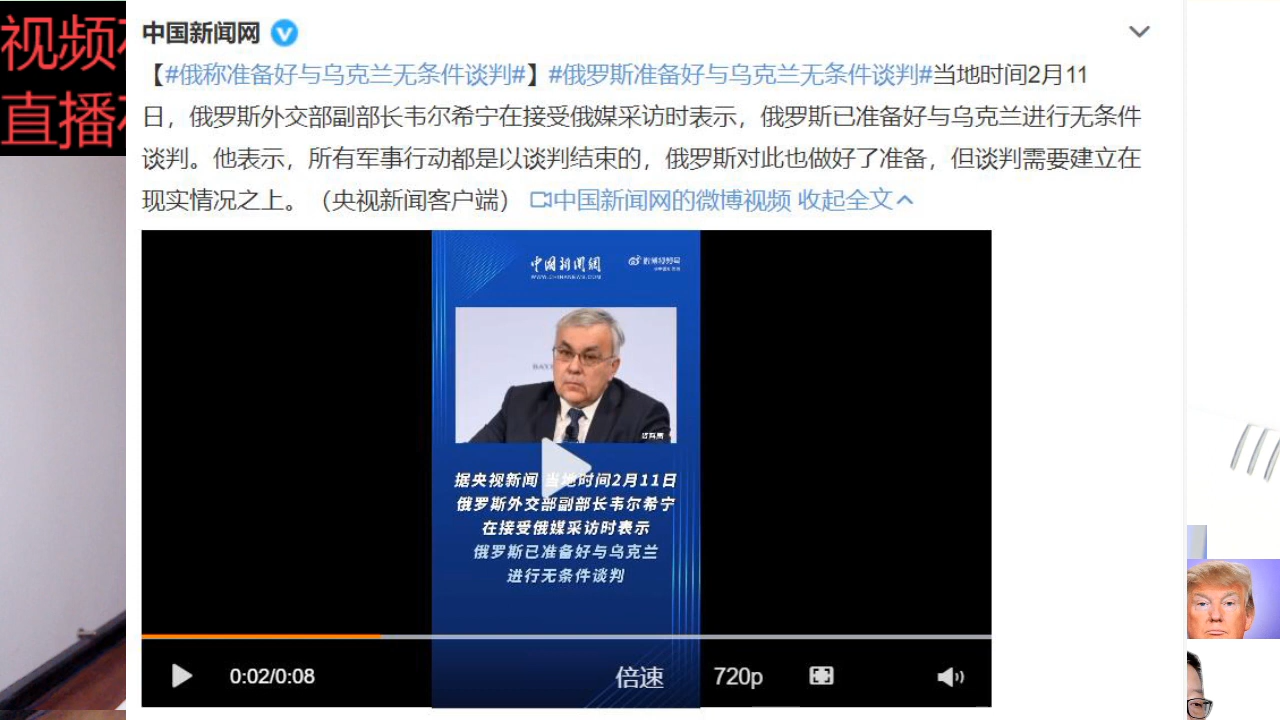 视频
直播
中国新闻网
【#俄称准备好与乌克兰无条件谈判#】#俄罗斯准备好与乌克兰无条件谈判#当地时间2月11
日，俄罗斯外交部副部长韦尔希宁在接受俄媒采访时表示，俄罗斯已准备好与乌克兰进行无条件
谈判。他表示，所有军事行动都是以谈判结束的，俄罗斯对此也做好了准备，但谈判需要建立在
现实情况之上。（央视新闻客户端） 中国新闻网的微博视频 收起全文
中國新聞網
WWW.CHINANEWS.COM
据央视新闻 当地时间2月11日
俄罗斯外交部副部长韦尔希宁
在接受俄媒采访时表示
俄罗斯已准备好与乌克兰
进行无条件谈判
0:02/0:08 倍速 720p